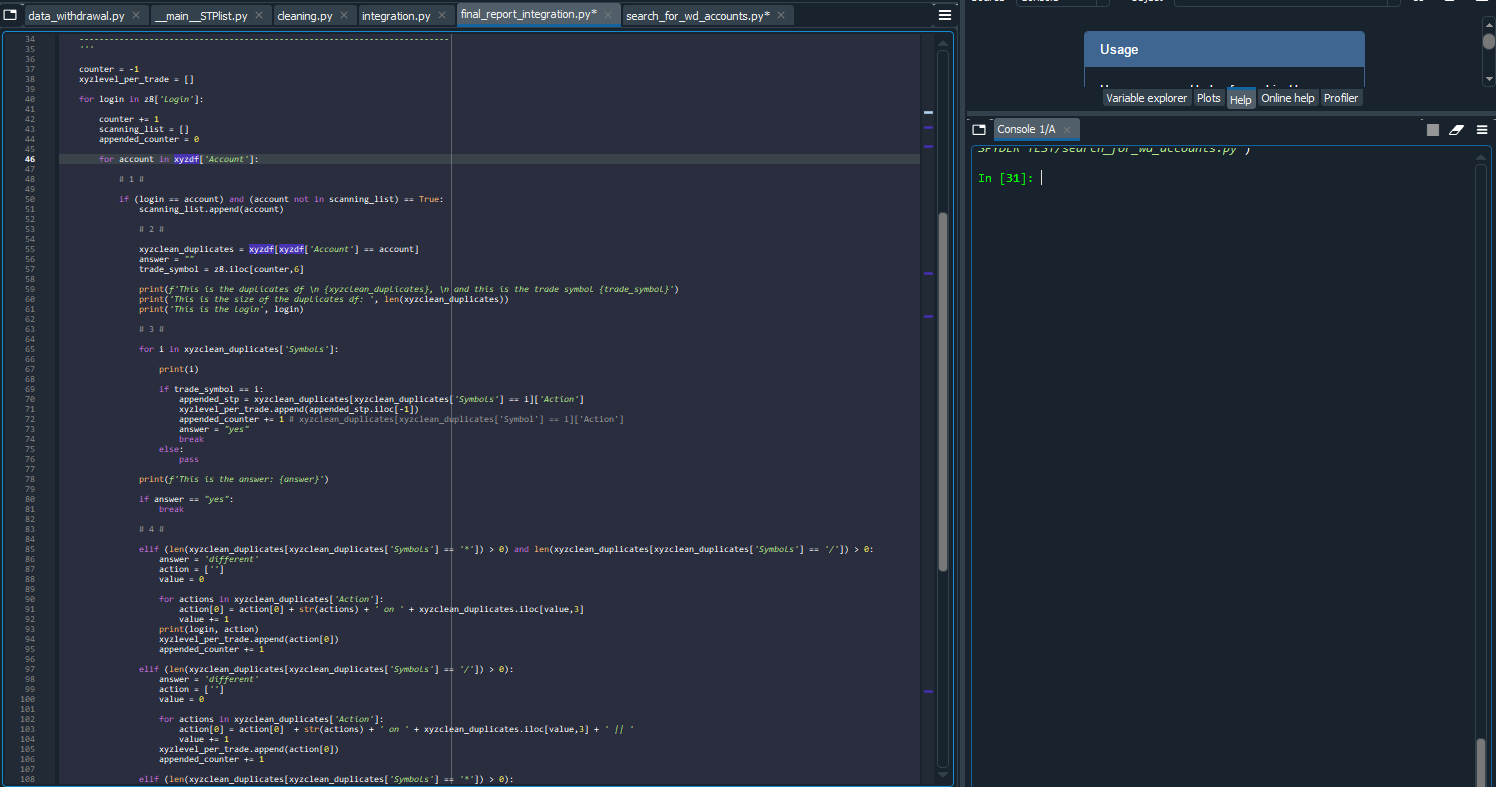 data_withdrawal.py
__main__STPlist.py
cleaning.py
integration.py
final_report_integration.py*
search_for_wd_accounts.py*
34 --------------------------------------------------------------------------
35 '''
36
37 counter = -1
38 xyzlevel_per_trade = []
39
40 for login in z8['Login']:
41
42 counter += 1
43 scanning_list = []
44 appended_counter = 0
45
46 for account in xyzdf['Account']:
47
48 # 1 #
49
50 if (login == account) and (account not in scanning_list) == True:
51 scanning_list.append(account)
52
53 # 2 #
54
55 xyzclean_duplicates = xyzdf[xyzdf['Account'] == account]
56 answer = ""
57 trade_symbol = z8.iloc[counter,6]
58
59 print(f'This is the duplicates df \n {xyzclean_duplicates}, \n and this is the trade symbol {trade_symbol}')
60 print('This is the size of the duplicates df: ', len(xyzclean_duplicates))
61 print('This is the login', login)
62
63 # 3 #
64
65 for i in xyzclean_duplicates['Symbols']:
66
67 print(i)
68
69 if trade_symbol == i:
70 appended_stp = xyzclean_duplicates[xyzclean_duplicates['Symbols'] == i]['Action']
71 xyzlevel_per_trade.append(appended_stp.iloc[-1])
72 appended_counter += 1 # xyzclean_duplicates[xyzclean_duplicates['Symbol'] == i]['Action']
73 answer = "yes"
74 break
75 else:
76 pass
77
78 print(f'This is the answer: {answer}')
79
80 if answer == "yes":
81 break
82
83 # 4 #
84
85 elif (len(xyzclean_duplicates[xyzclean_duplicates['Symbols'] == '*']) > 0) and len(xyzclean_duplicates[xyzclean_duplicates['Symbols'] == '/']) > 0:
86 answer = 'different'
87 action = ['']
88 value = 0
89
90 for actions in xyzclean_duplicates['Action']:
91 action[0] = action[0] + str(actions) + ' on ' + xyzclean_duplicates.iloc[value,3]
92 value += 1
93 print(login, action)
94 xyzlevel_per_trade.append(action[0])
95 appended_counter += 1
96
97 elif (len(xyzclean_duplicates[xyzclean_duplicates['Symbols'] == '/']) > 0):
98 answer = 'different'
99 action = ['']
100 value = 0
101
102 for actions in xyzclean_duplicates['Action']:
103 action[0] = action[0] + str(actions) + ' on ' + xyzclean_duplicates.iloc[value,3] + ' || '
104 value += 1
105 xyzlevel_per_trade.append(action[0])
106 appended_counter += 1
107
108 elif (len(xyzclean_duplicates[xyzclean_duplicates['Symbols'] == '*']) > 0):
Usage
Variable explorer
Plots
Help
Online help
Profiler
Console 1/A
SPYDER TEST/search_for_wd_accounts.py')
In [31]: